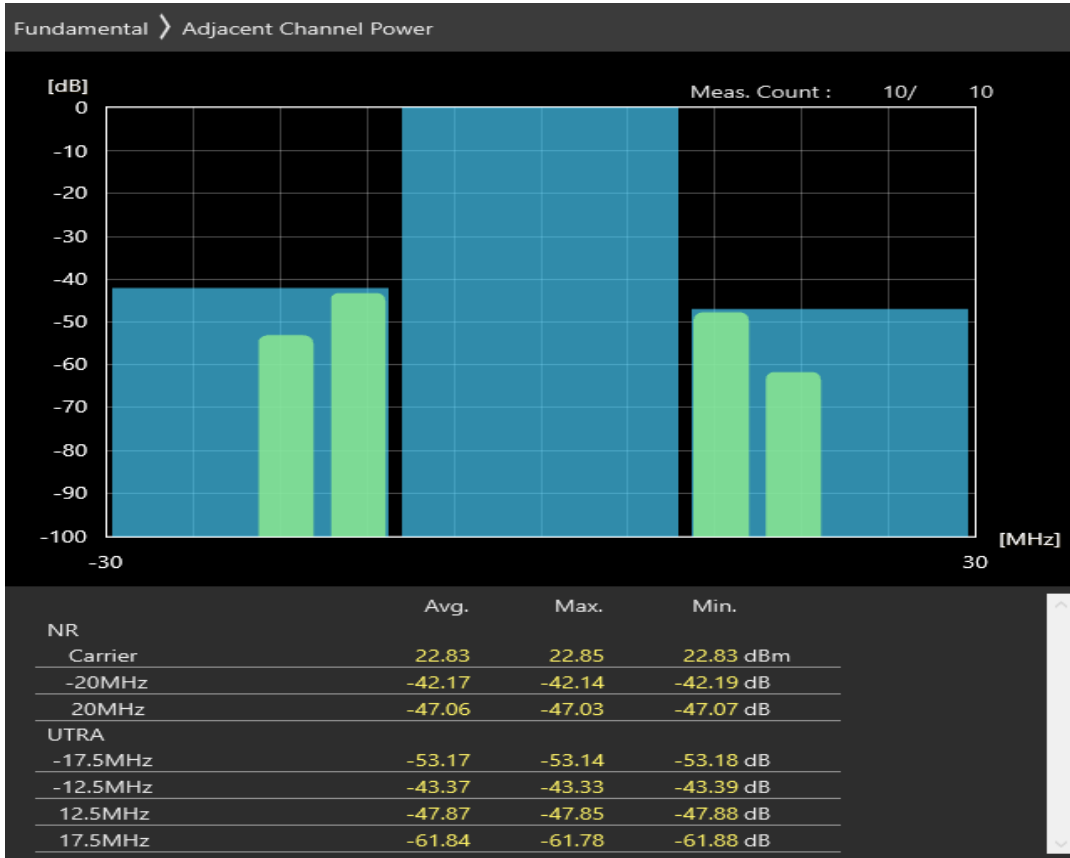 Fundamental ❯ Adjacent Channel Power
[dB]
Meas. Count : 10/ 10
0
-10
-20
-30
-40
-50
-60
-70
-80
-90
-100
[MHz]
-30 30
Avg. Max. Min.
NR
Carrier 22.83 22.85 22.83 dBm
-20MHz -42.17 -42.14 -42.19 dB
20MHz -47.06 -47.03 -47.07 dB
UTRA
-17.5MHz -53.17 -53.14 -53.18 dB
-12.5MHz -43.37 -43.33 -43.39 dB
12.5MHz -47.87 -47.85 -47.88 dB
17.5MHz -61.84 -61.78 -61.88 dB